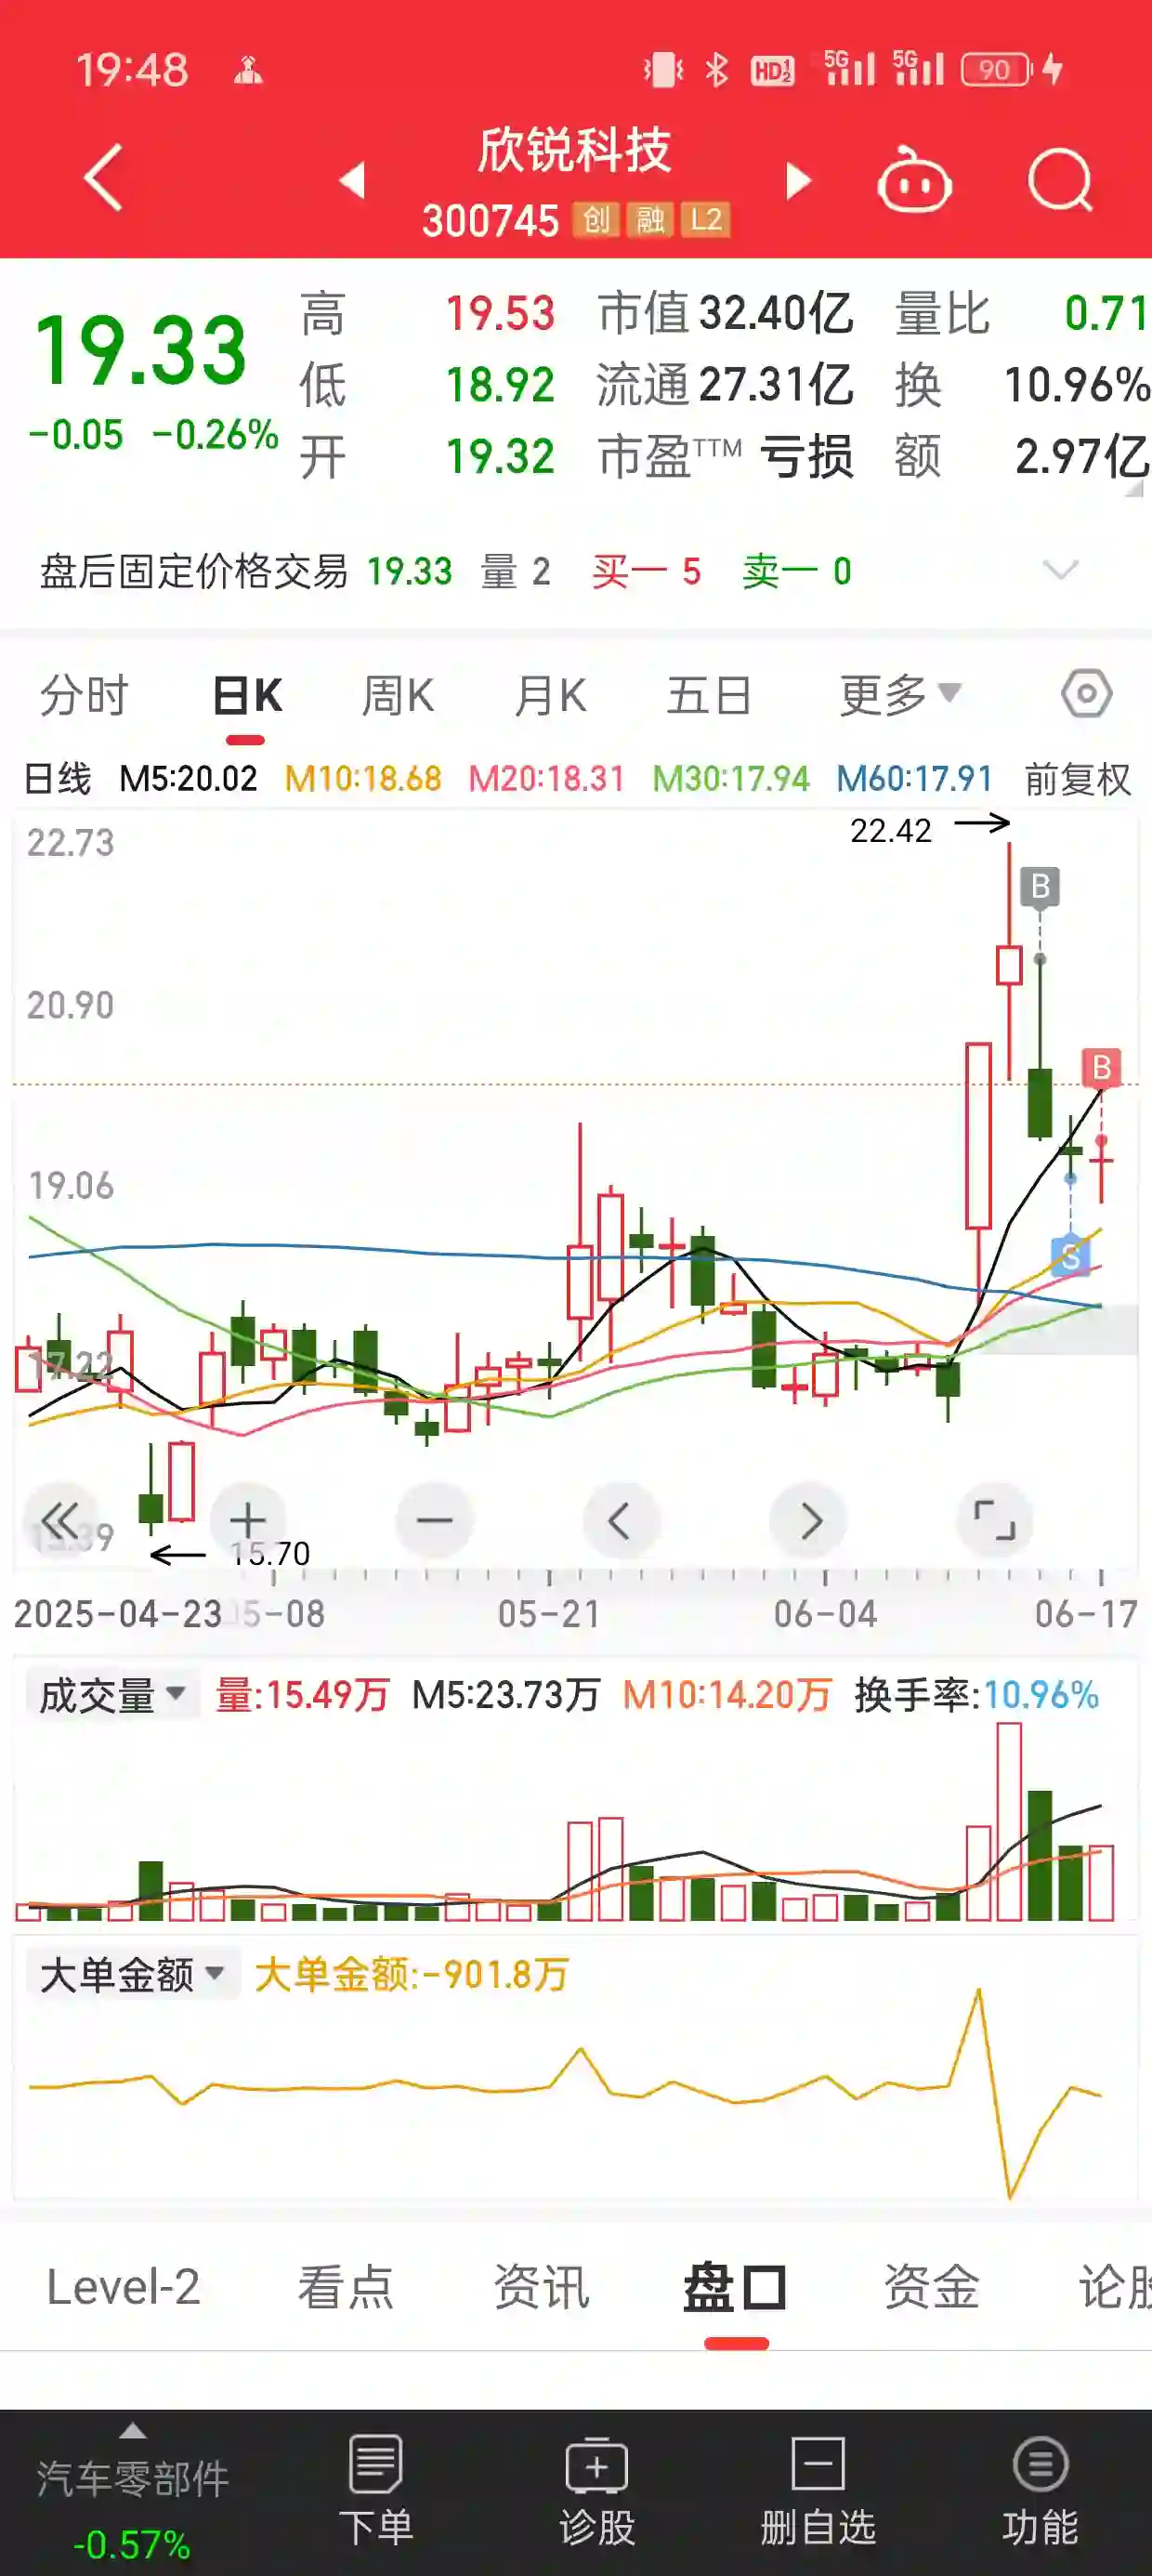 19:48 HD 1 2 5G 5G 90
欣锐科技
300745 创 融 L2
19.33
-0.05 -0.26%
高 19.53 市值 32.40亿 量比 0.71
低 18.92 流通 27.31亿 换 10.96%
开 19.32 市盈TTM 亏损 额 2.97亿
盘后固定价格交易 19.33 量 2 买一 5 卖一 0
分时 日K 周K 月K 五日 更多
日线 M5:20.02 M10:18.68 M20:18.31 M30:17.94 M60:17.91 前复权
22.73
22.42
B
20.90
B
19.06
S
17.22
15.39
15.70
2025-04-23 05-08 05-21 06-04 06-17
成交量 量:15.49万 M5:23.73万 M10:14.20万 换手率:10.96%
大单金额 大单金额:-901.8万
Level-2 看点 资讯 盘口 资金 论股
汽车零部件
-0.57%
下单 诊股 删自选 功能